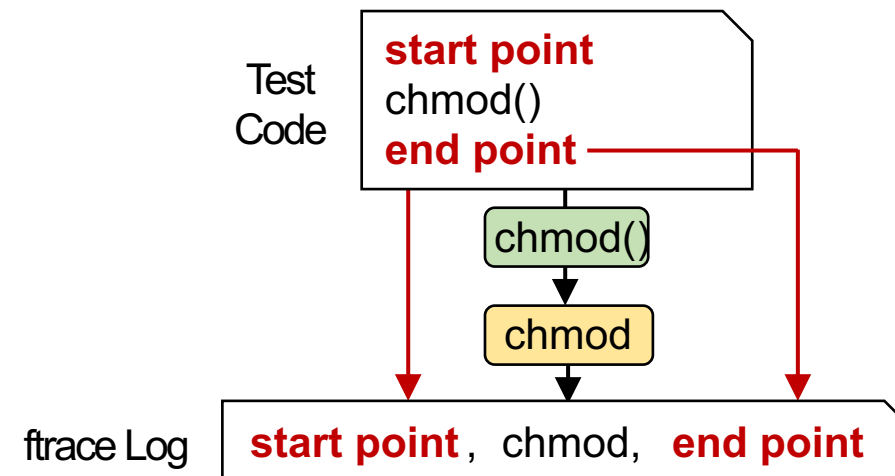 Test
Code
start point
chmod()
end point
chmod()
chmod
ftrace Log
start point, chmod, end point